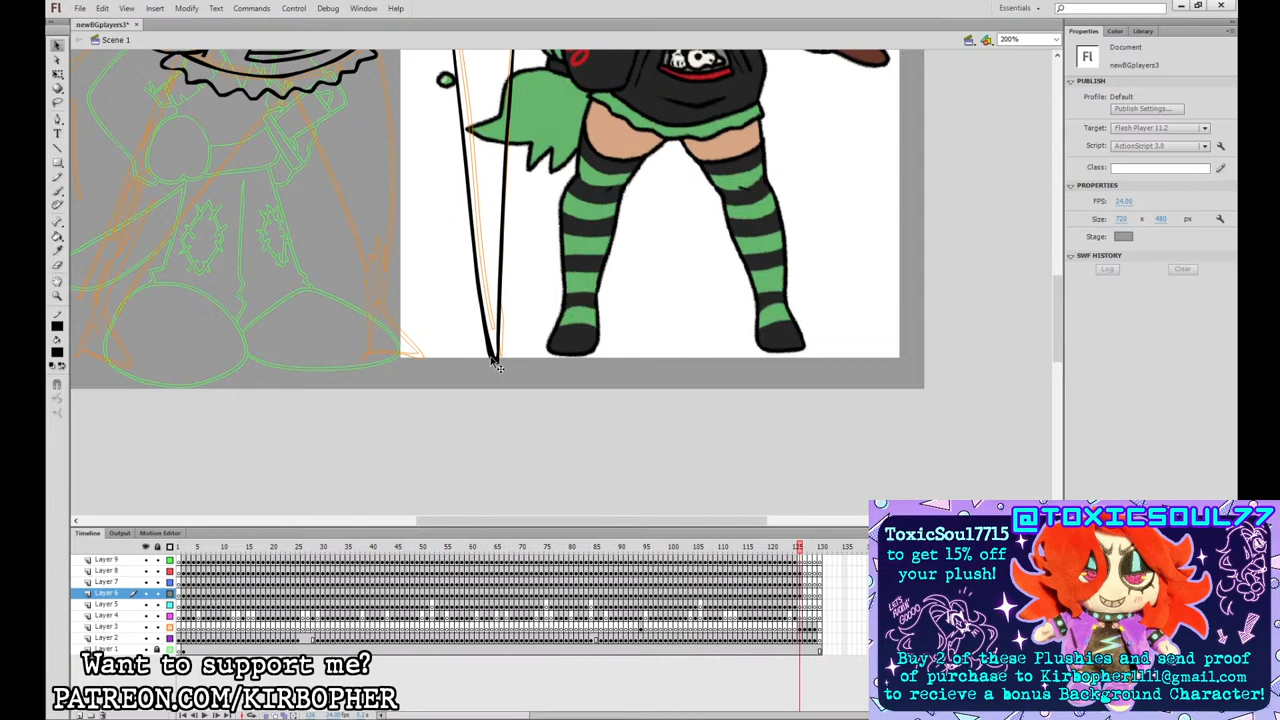 Fl File Edit View Insert Modify Text Commands Control Debug Window Help Essentials
newBGplayers3* ×
Scene 1 200%
Properties Color Library
Fl Document
newBGplayers3
PUBLISH
Profile: Default
Publish Settings...
Target: Flash Player 11.2
Script: ActionScript 3.0
Class:
PROPERTIES
FPS: 24.00
Size: 720 x 480 px
Stage:
SWF HISTORY
Log Clear
Timeline Output Motion Editor
1 5 10 15 20 25 30 35 40 45 50 55 60 65 70 75 80 85 90 95 100 105 110 115 120 125 130 135
Layer 9
Layer 8
Layer 7
Layer 6
Layer 5
Layer 4
Layer 3
Layer 2
Layer 1
Want to support me?
PATREON.COM/KIRBOPHER
@TOXICSOUL77
ToxicSoul7715
to get 15% off
your plush!
Buy 2 of these Plushies and send proof
of purchase to Kirbopher1111@gmail.com
to recieve a bonus Background Character!